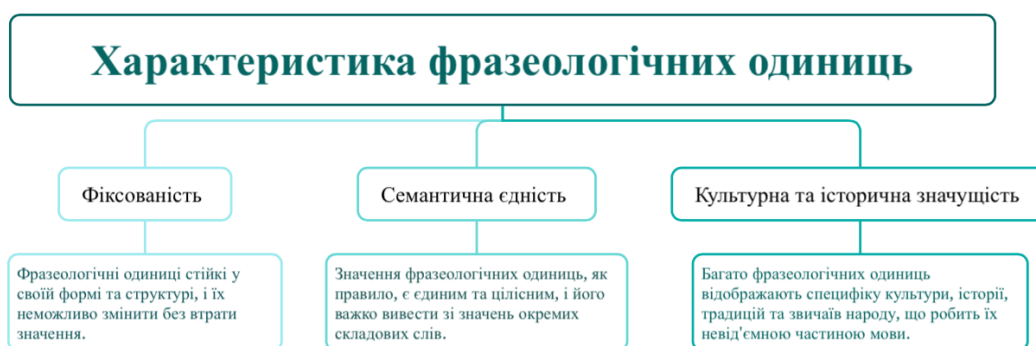 Характеристика фразеологічних одиниць
Фіксованість
Семантична єдність
Культурна та історична значущість
Фразеологічні одиниці стійкі у
своїй формі та структурі, і їх
неможливо змінити без втрати
значення.
Значення фразеологічних одиниць, як
правило, є єдиним та цілісним, і його
важко вивести зі значень окремих
складових слів.
Багато фразеологічних одиниць
відображають специфіку культури, історії,
традицій та звичаїв народу, що робить їх
невід'ємною частиною мови.